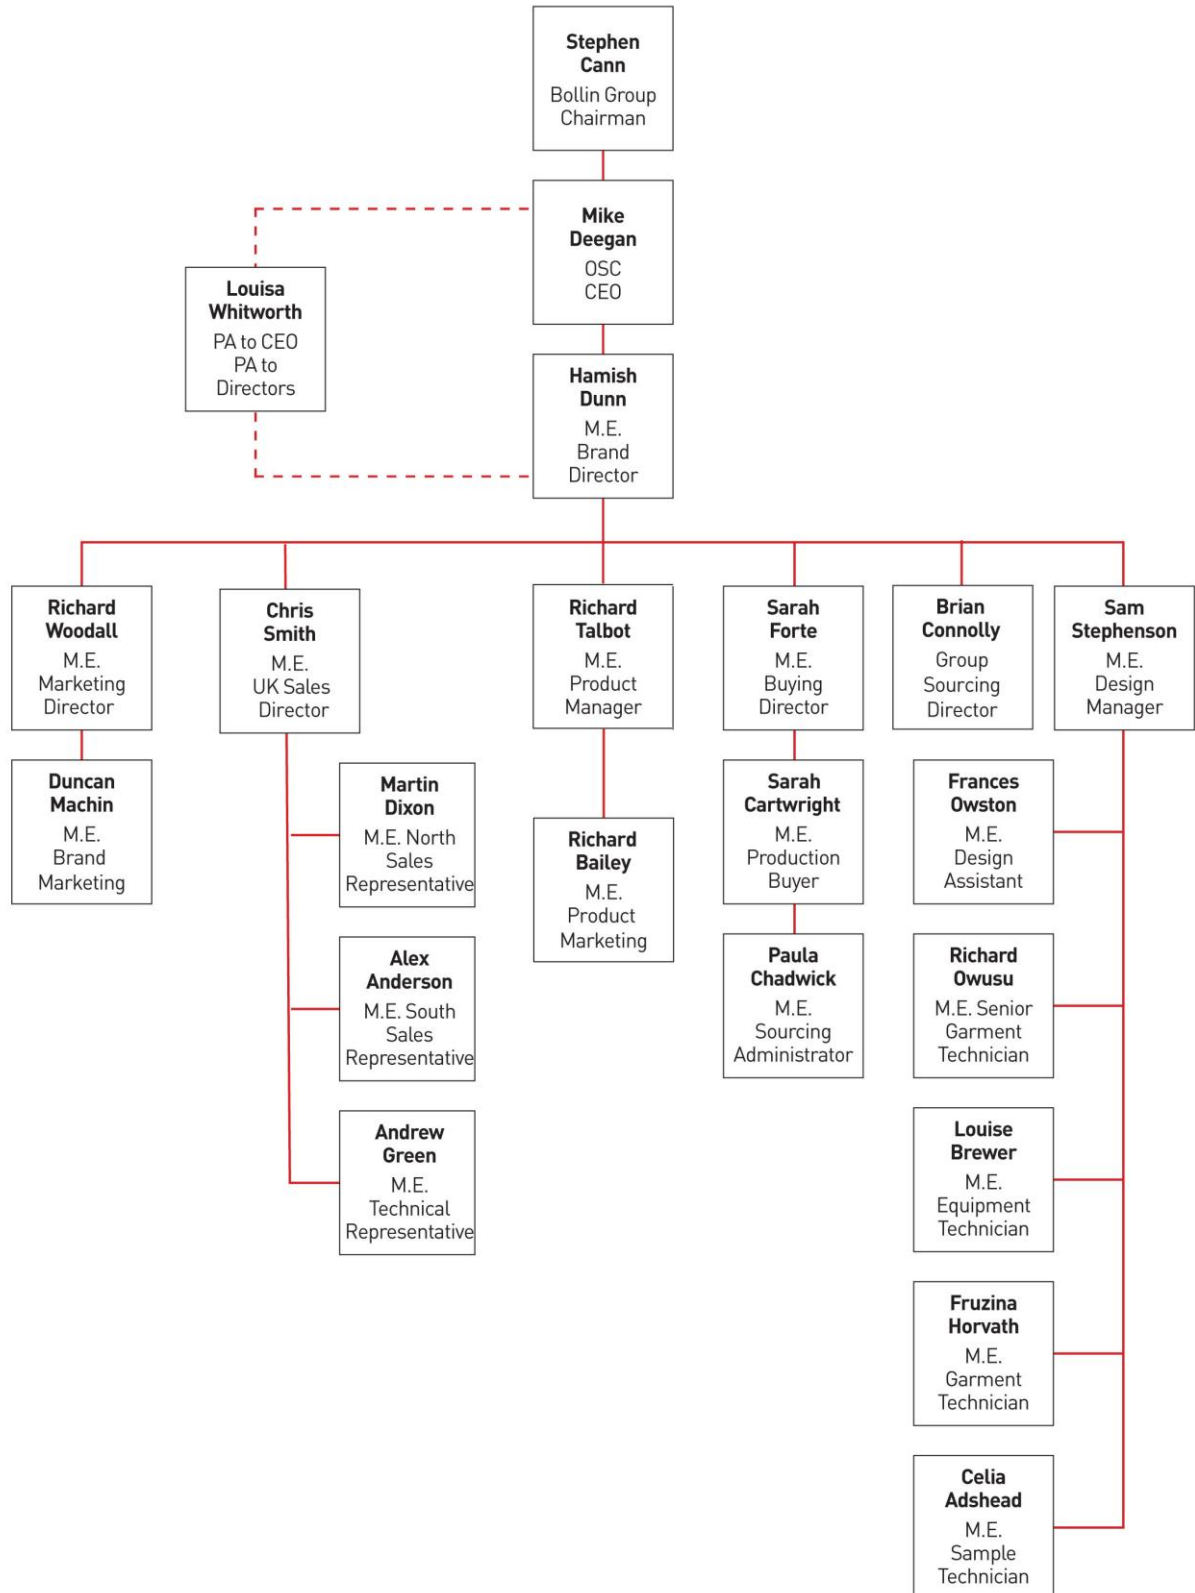 Stephen
Cann
Bollin Group
Chairman
Mike
Deegan
OSC
CEO
Louisa
Whitworth
PA to CEO
PA to
Directors
Hamish
Dunn
M.E.
Brand
Director
Richard
Woodall
M.E.
Marketing
Director
Chris
Smith
M.E.
UK Sales
Director
Richard
Talbot
M.E.
Product
Manager
Sarah
Forte
M.E.
Buying
Director
Brian
Connolly
Group
Sourcing
Director
Sam
Stephenson
M.E.
Design
Manager
Duncan
Machin
M.E.
Brand
Marketing
Martin
Dixon
M.E. North
Sales
Representative
Alex
Anderson
M.E. South
Sales
Representative
Andrew
Green
M.E.
Technical
Representative
Richard
Bailey
M.E.
Product
Marketing
Sarah
Cartwright
M.E.
Production
Buyer
Paula
Chadwick
M.E.
Sourcing
Administrator
Frances
Owston
M.E.
Design
Assistant
Richard
Owusu
M.E. Senior
Garment
Technician
Louise
Brewer
M.E.
Equipment
Technician
Fruzina
Horvath
M.E.
Garment
Technician
Celia
Adshead
M.E.
Sample
Technician